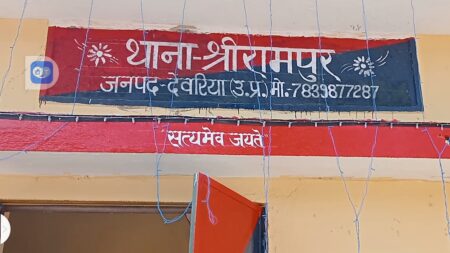 थाना-श्रीरामपुर
जनपद-देवरिया (उ.प्र.) मो.-7839877287
सत्यमेव जयते